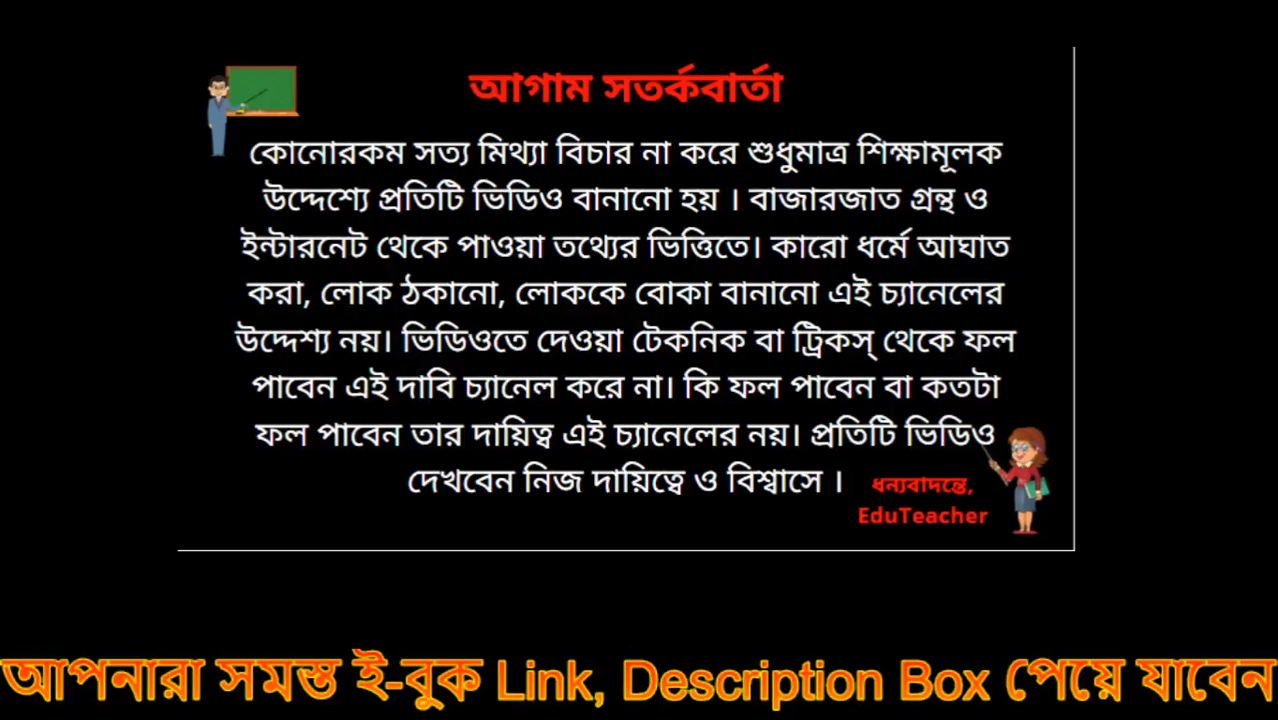 আগাম সতর্কবার্তা
কোনোরকম সত্য মিথ্যা বিচার না করে শুধুমাত্র শিক্ষামূলক
উদ্দেশ্যে প্রতিটি ভিডিও বানানো হয় । বাজারজাত গ্রন্থ ও
ইন্টারনেট থেকে পাওয়া তথ্যের ভিত্তিতে। কারো ধর্মে আঘাত
করা, লোক ঠকানো, লোককে বোকা বানানো এই চ্যানেলের
উদ্দেশ্য নয়। ভিডিওতে দেওয়া টেকনিক বা ট্রিকস্ থেকে ফল
পাবেন এই দাবি চ্যানেল করে না। কি ফল পাবেন বা কতটা
ফল পাবেন তার দায়িত্ব এই চ্যানেলের নয়। প্রতিটি ভিডিও
দেখবেন নিজ দায়িত্বে ও বিশ্বাসে ।
ধন্যবাদন্তে,
EduTeacher
আপনারা সমস্ত ই-বুক Link, Description Box পেয়ে যাবেন